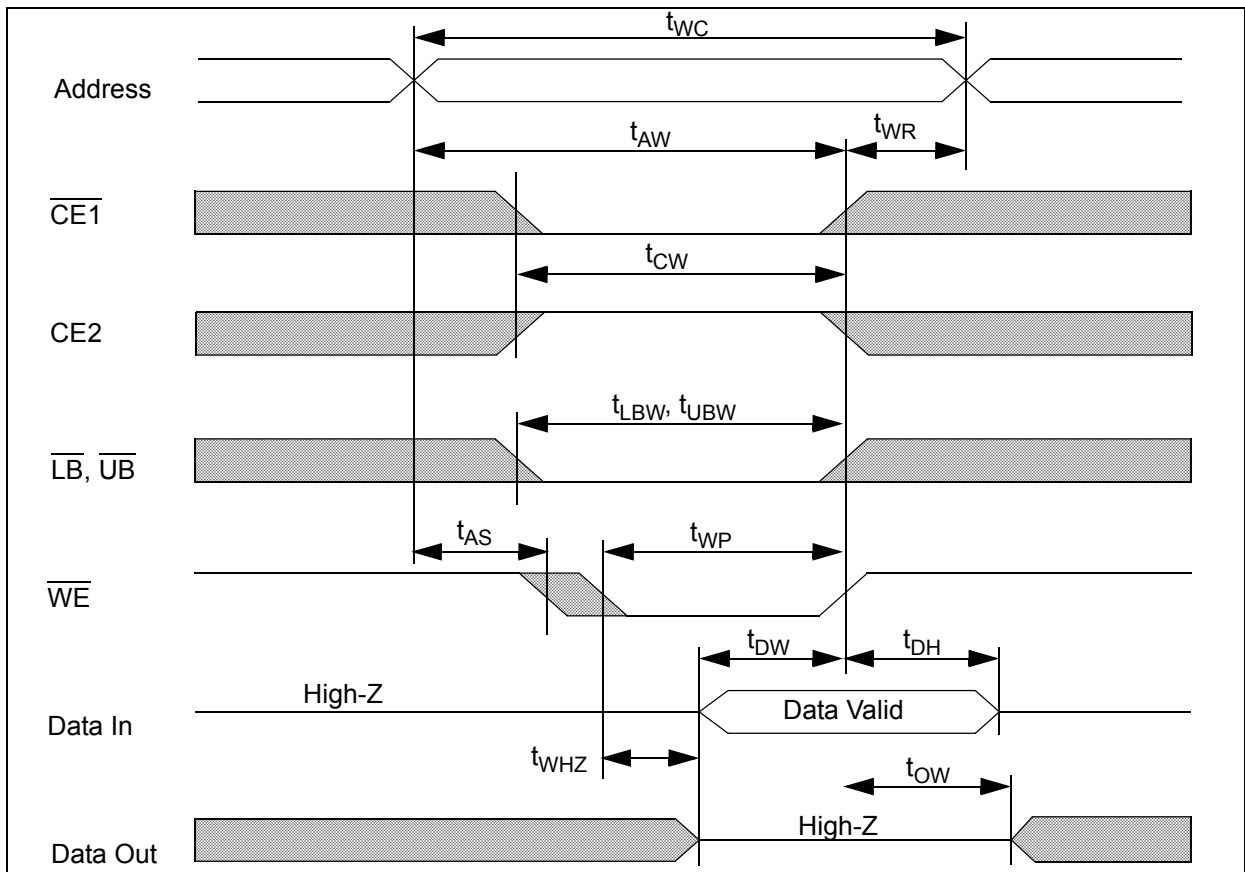 tWC
Address
tAW
tWR
CE1
tCW
CE2
tLBW, tUBW
LB, UB
tAS
tWP
WE
tDW
tDH
High-Z
Data Valid
Data In
tWHZ
tOW
High-Z
Data Out